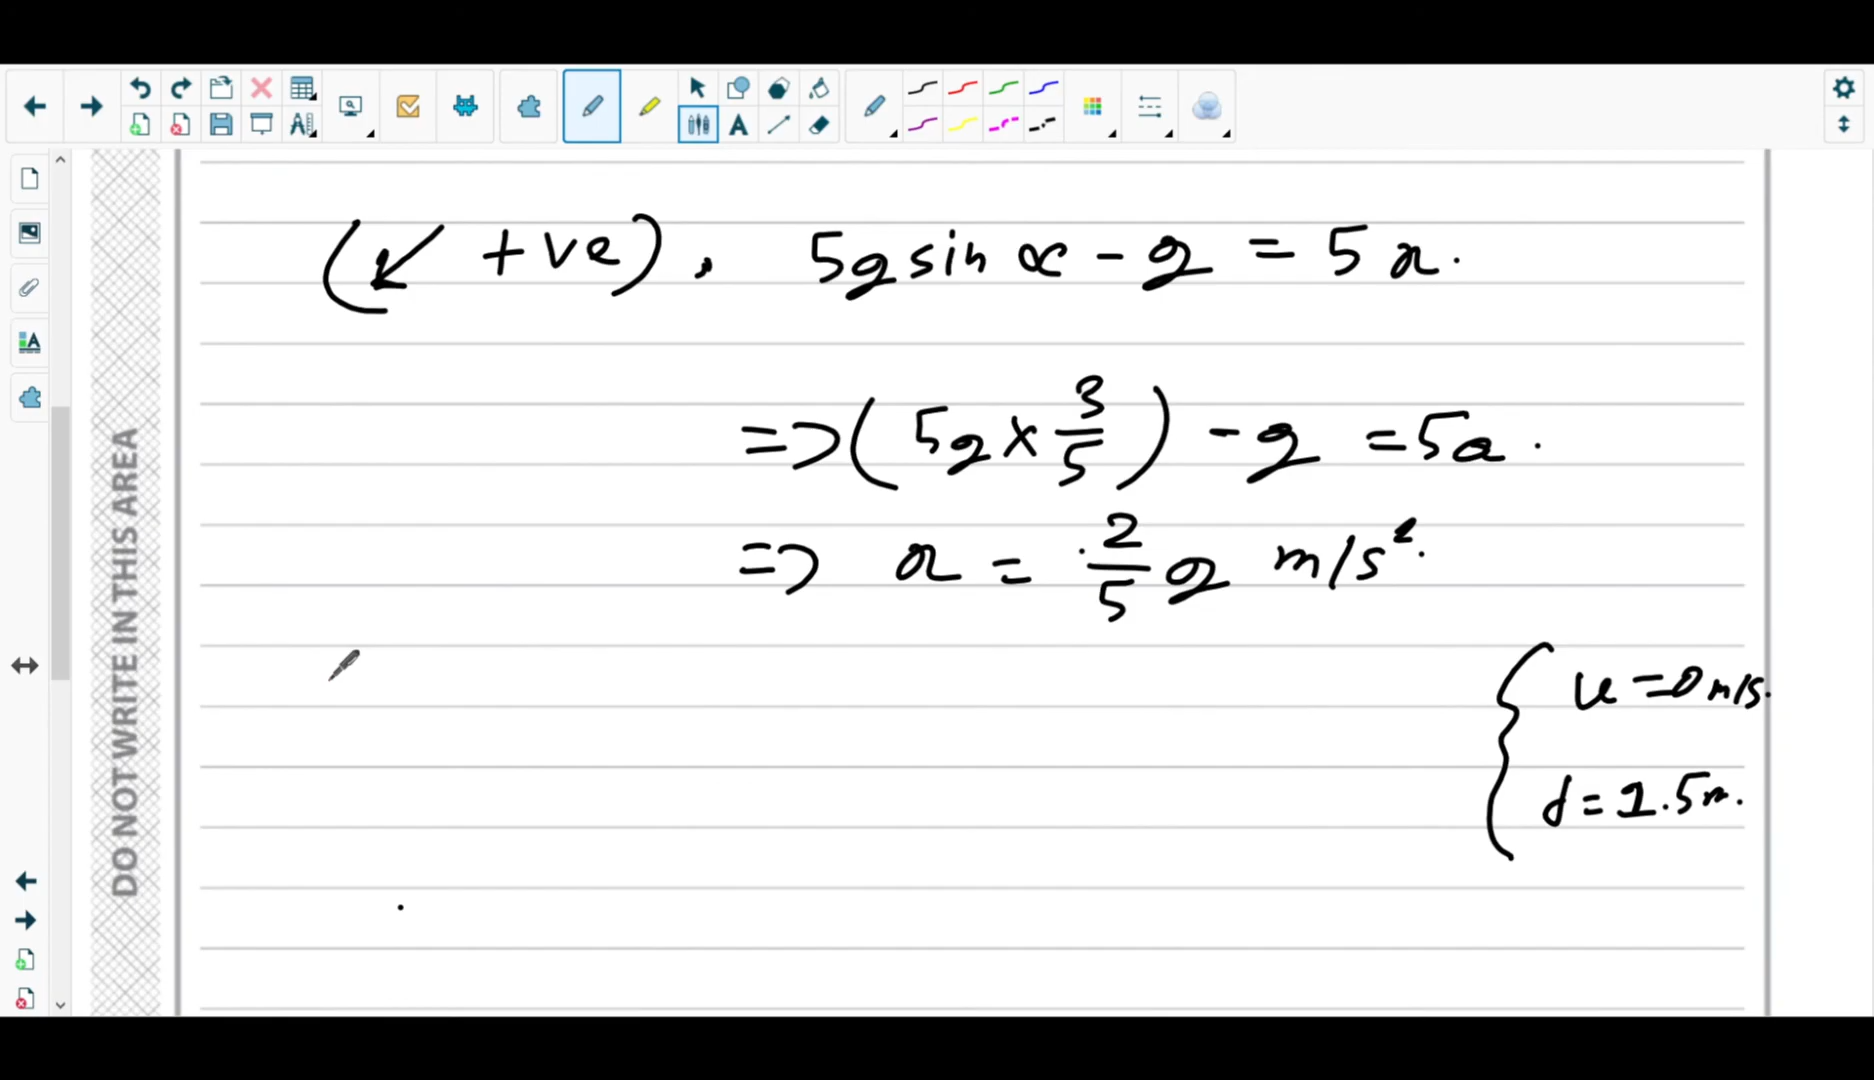 (↙ +ve), 5g sin α - g = 5a.
=> (5g × 3/5) - g = 5a.
=> a = 2/5 g m/s².
u = 0 m/s.
d = 1.5m.
DO NOT WRITE IN THIS AREA